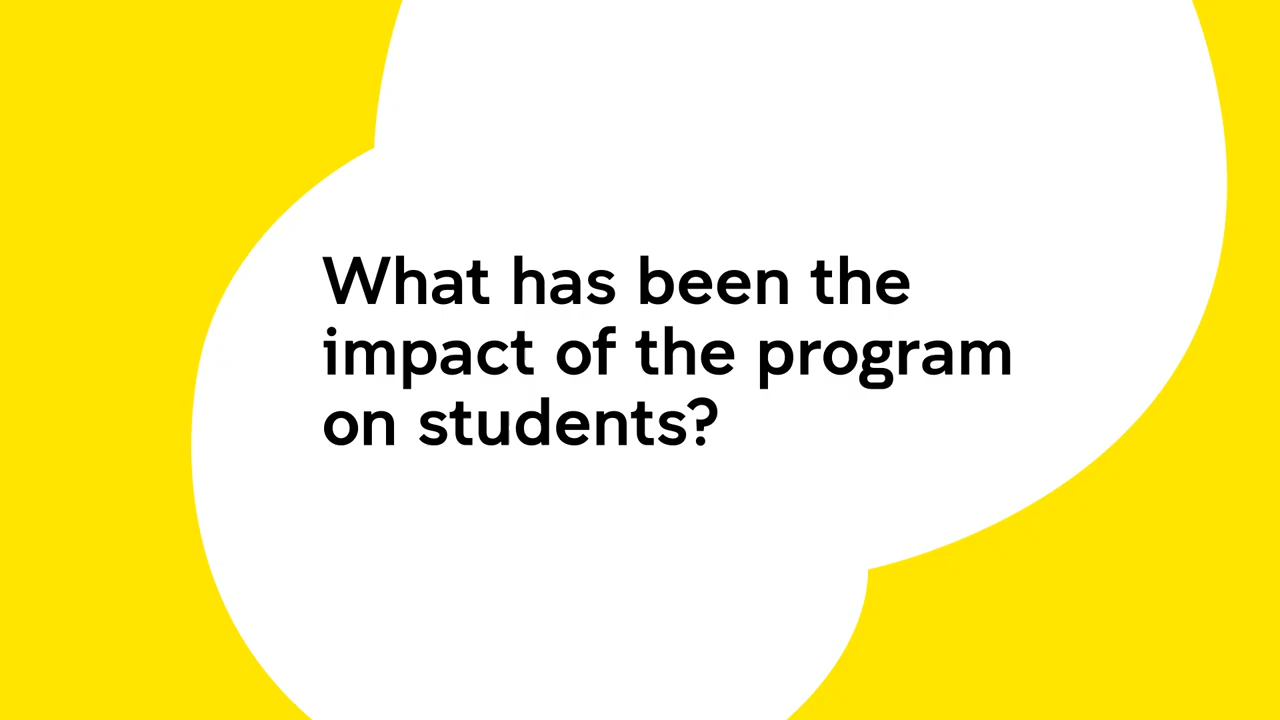 What has been the
impact of the program
on students?